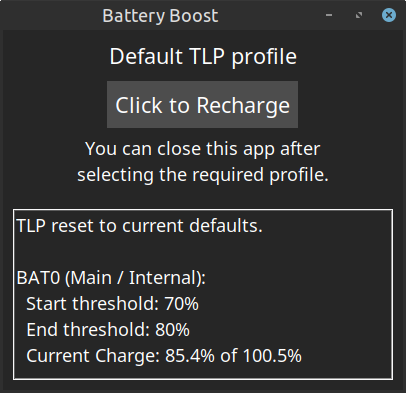 Battery Boost
Default TLP profile
Click to Recharge
You can close this app after
selecting the required profile.
TLP reset to current defaults.
BAT0 (Main / Internal):
Start threshold: 70%
End threshold: 80%
Current Charge: 85.4% of 100.5%